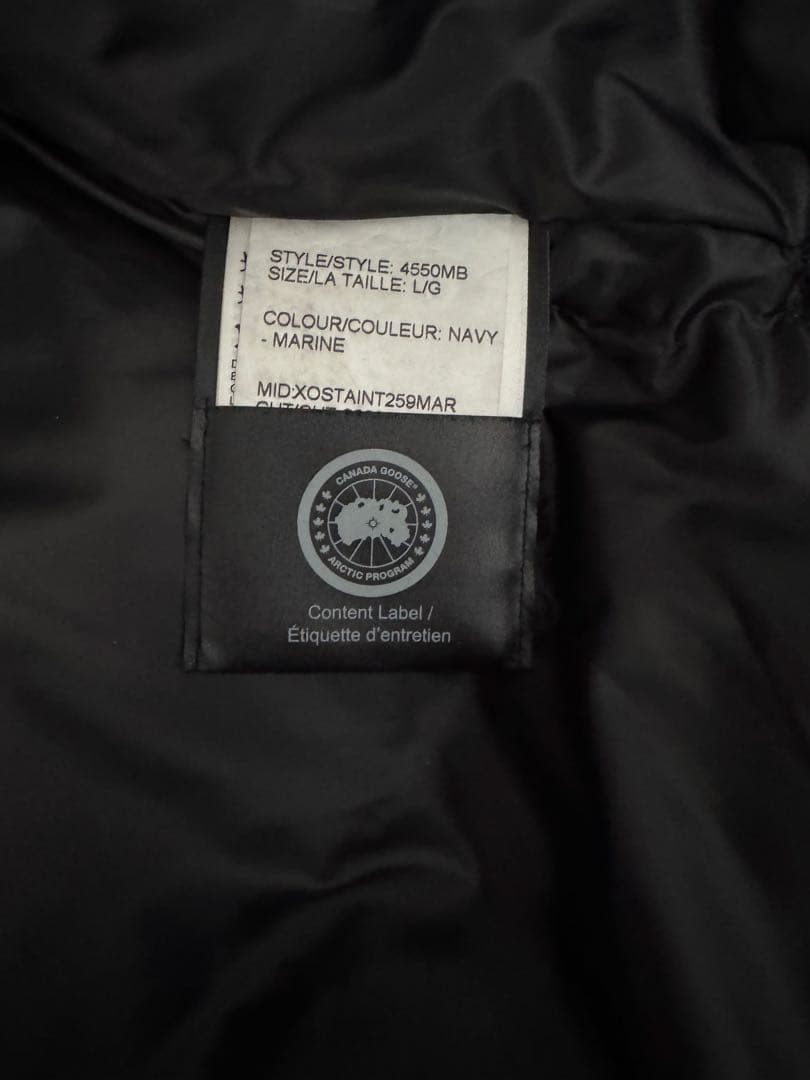 STYLE/STYLE: 4550MB
SIZE/LA TAILLE: L/G
COLOUR/COULEUR: NAVY
- MARINE
MID:XOSTAINT259MAR
CANADA GOOSE®
ARCTIC PROGRAM
Content Label /
Étiquette d'entretien